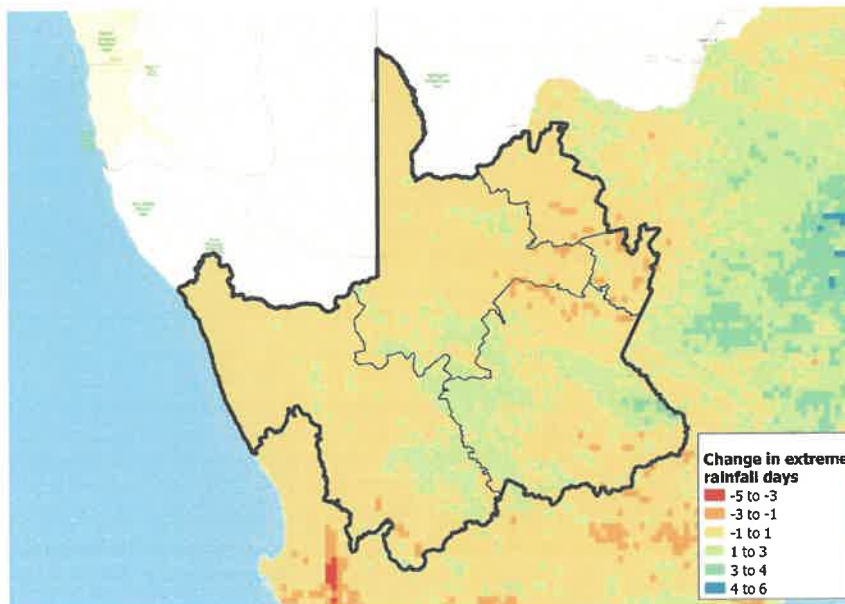 Change in extreme
rainfall days
-5 to -3
-3 to -1
-1 to 1
1 to 3
3 to 4
4 to 6